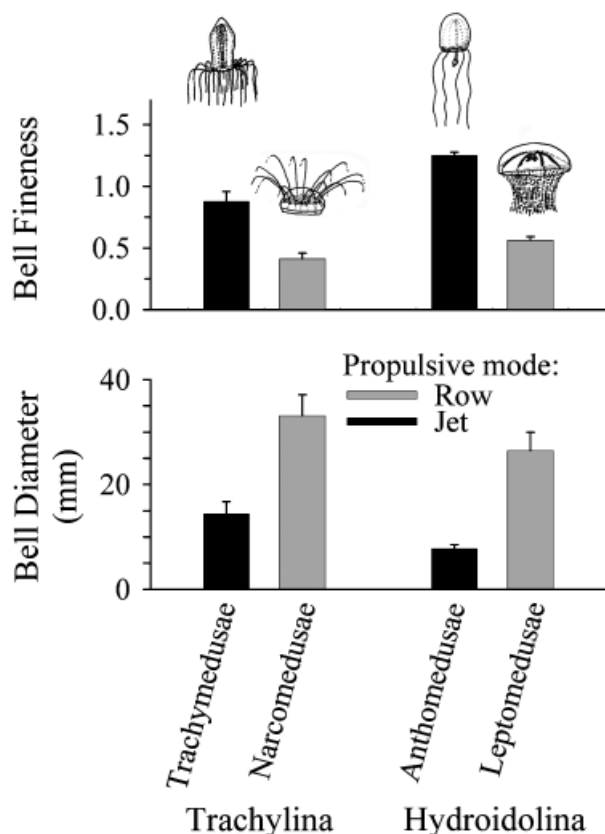 Bell Fineness
1.5
1.0
0.5
0.0
Bell Diameter
(mm)
40
20
0
Propulsive mode:
Row
Jet
Trachymedusae
Narcomedusae
Anthomedusae
Leptomedusae
Trachylina
Hydroidolina